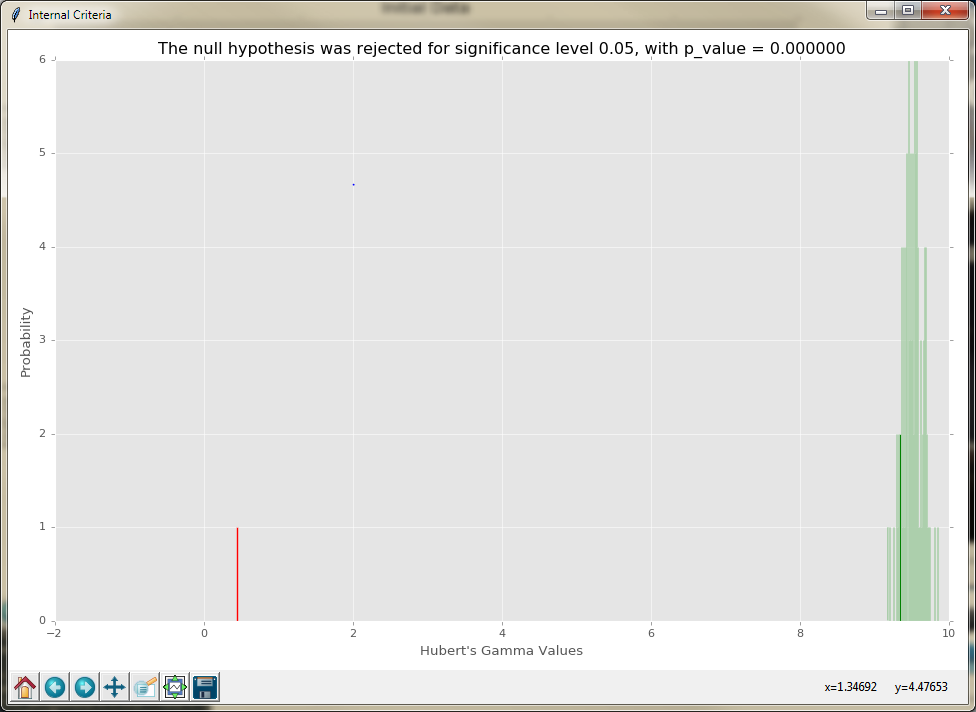 Initial Data
Internal Criteria
The null hypothesis was rejected for significance level 0.05, with p_value = 0.000000
6
5
4
3
2
1
0
Probability
−2 0 2 4 6 8 10
Hubert's Gamma Values
x=1.34692 y=4.47653